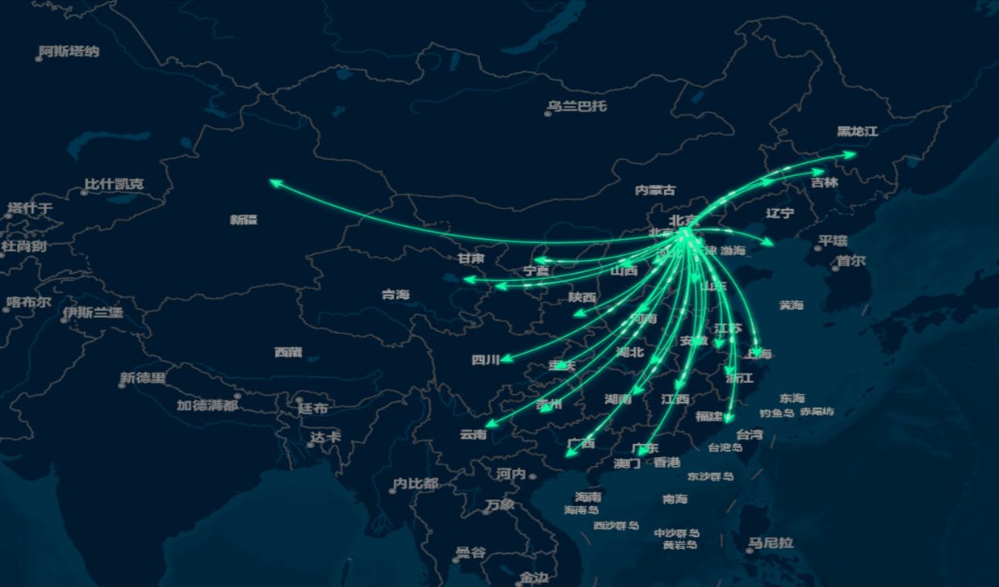 阿斯塔纳
乌兰巴托
黑龙江
比什凯克
吉林
内蒙古
塔什干
辽宁
新疆
北京
杜尚别
平壤
天津
渤海
甘肃
首尔
宁夏
山西
山东
青海
陕西
喀布尔
黄海
伊斯兰堡
河南
江苏
安徽
西藏
湖北
上海
四川
重庆
新德里
浙江
湖南
江西
东海
加德满都
贵州
廷布
钓鱼岛
赤尾屿
福建
云南
台湾
达卡
广西
广东
台湾岛
澳门
香港
河内
东沙群岛
内比都
海南
南海
万象
海南岛
西沙群岛
中沙群岛
马尼拉
黄岩岛
曼谷
金边